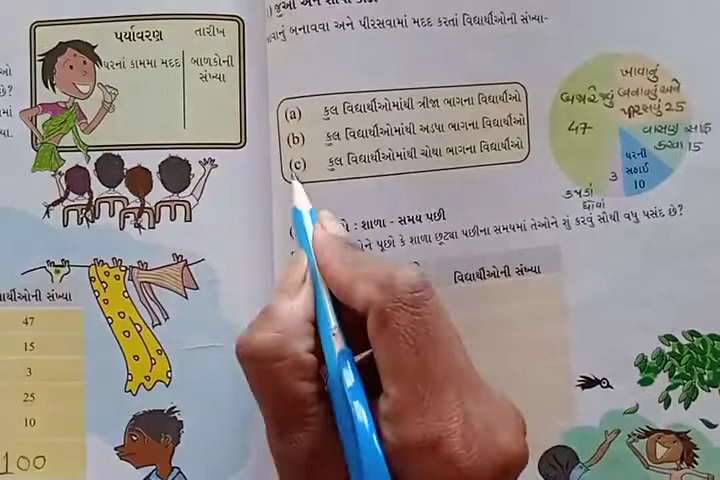 પર્યાવરણ
તારીખ
ઘરનાં કામમા મદદ
બાળકોની
સંખ્યા
ાર્થીઓની સંખ્યા
47
15
3
25
10
100
વાનું બનાવવા અને પીરસવામાં મદદ કરતાં વિદ્યાર્થીઓની સંખ્યા-
(a) કુલ વિદ્યાર્થીઓમાંથી ત્રીજા ભાગના વિદ્યાર્થીઓ
(b) કુલ વિદ્યાર્થીઓમાંથી અડધા ભાગના વિદ્યાર્થીઓ
(c) કુલ વિદ્યાર્થીઓમાંથી ચોથા ભાગના વિદ્યાર્થીઓ
ખાવાનું
બનાવવું અને
પીરસવું 25
47
વાસણ સાફ
કરવા 15
ઘરની
સફાઈ
10
3
કપડાં
ધોવાં
: શાળા - સમય પછી
પૂછો કે શાળા છૂટ્યા પછીના સમયમાં તેઓને શું કરવું સૌથી વધુ પસંદ છે?
વિદ્યાર્થીઓની સંખ્યા